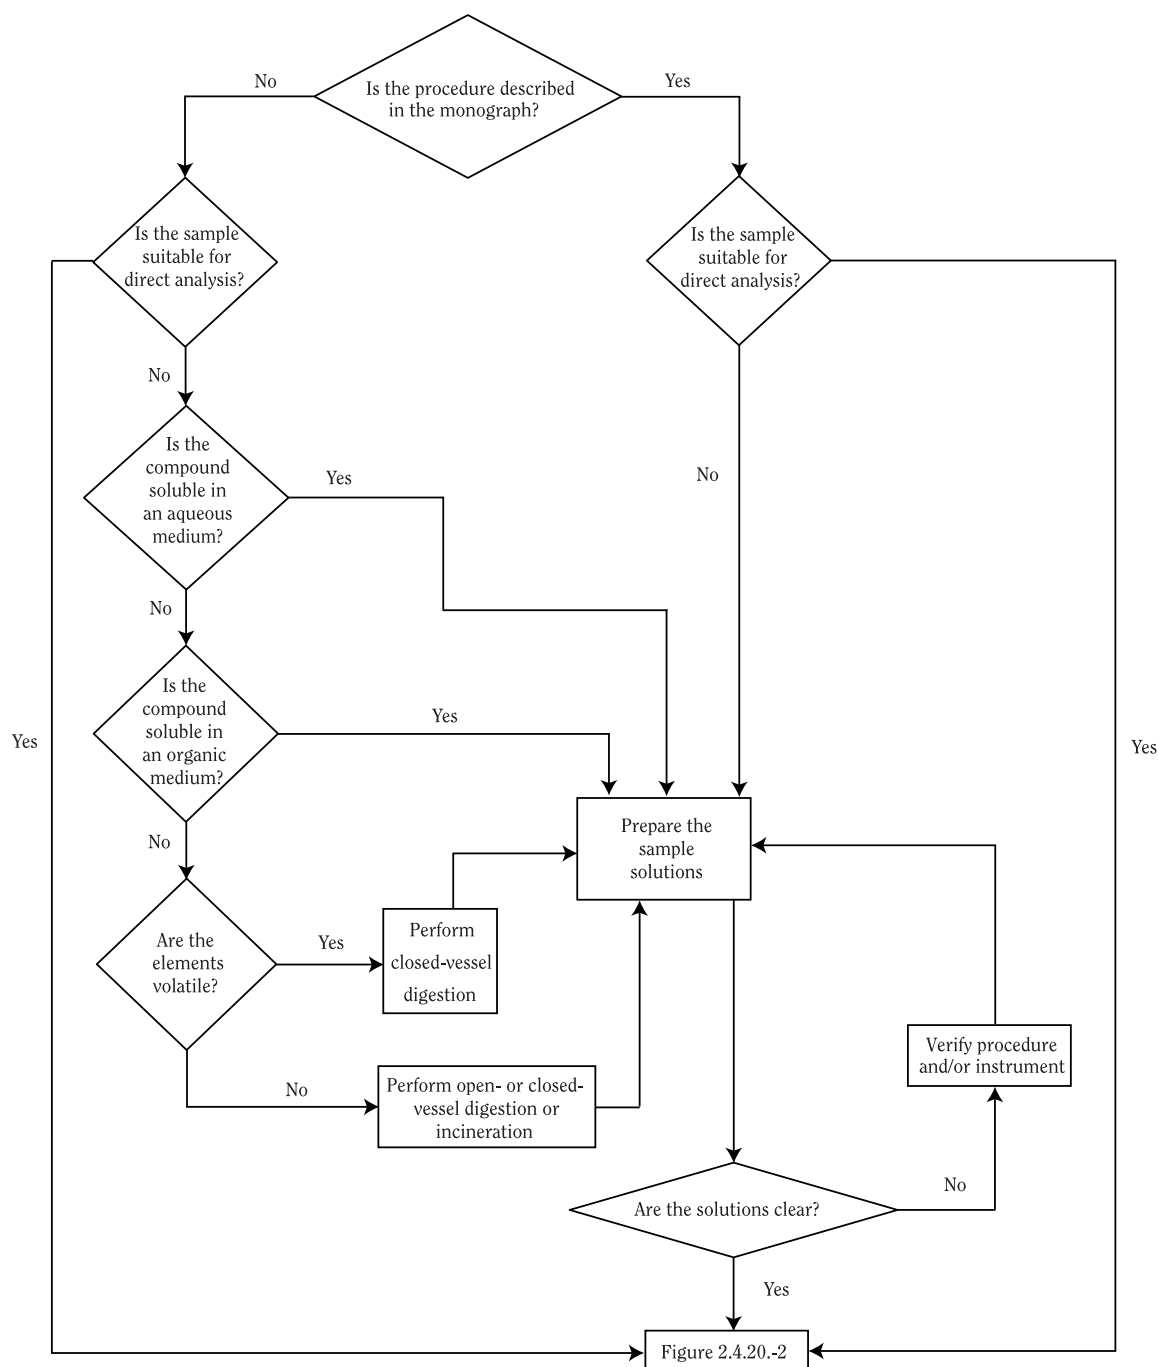 No
Is the procedure described
in the monograph?
Yes
Is the sample
suitable for
direct analysis?
Is the sample
suitable for
direct analysis?
No
Is the
compound
soluble in
an aqueous
medium?
Yes
No
No
Is the
compound
soluble in
an organic
medium?
Yes
Yes
Yes
No
Prepare the
sample
solutions
Are the
elements
volatile?
Yes
Perform
closed-vessel
digestion
Verify procedure
and/or instrument
No
Perform open- or closed-
vessel digestion or
incineration
Are the solutions clear?
No
Yes
Figure 2.4.20.-2